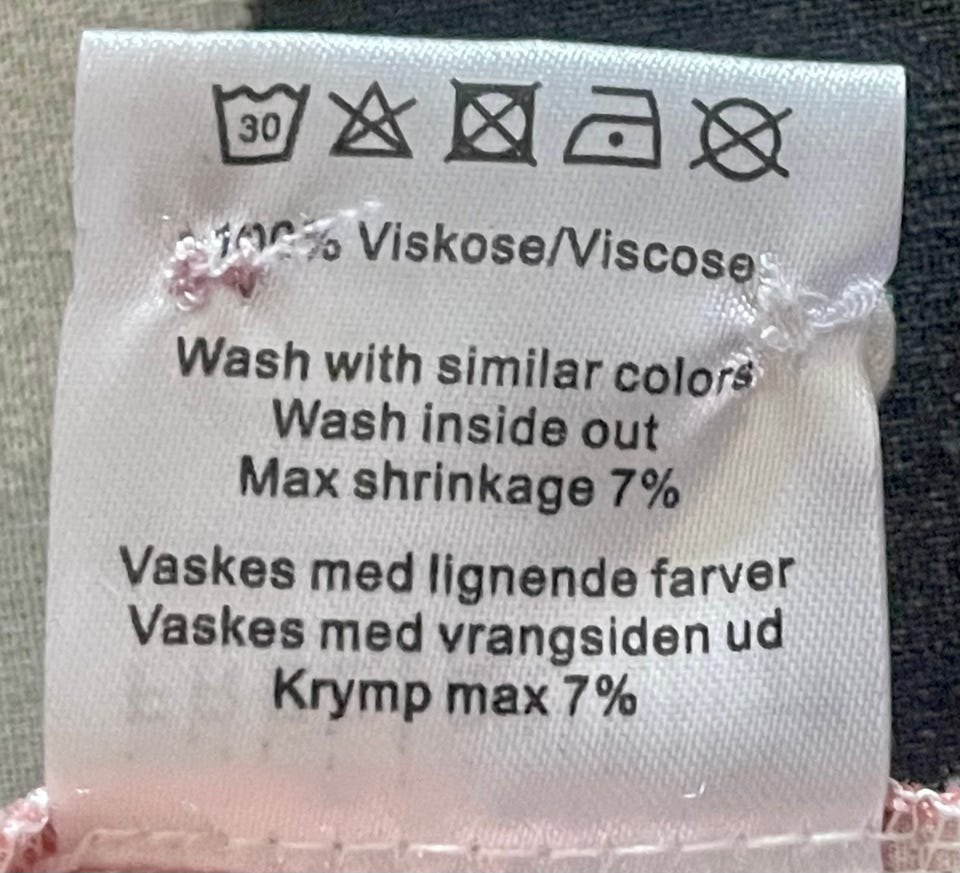 30
100% Viskose/Viscose
Wash with similar colors
Wash inside out
Max shrinkage 7%
Vaskes med lignende farver
Vaskes med vrangsiden ud
Krymp max 7%